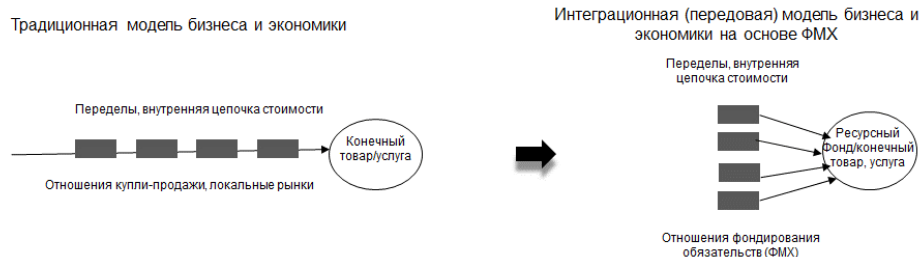 Традиционная модель бизнеса и экономики
Переделы, внутренняя цепочка стоимости
Конечный
товар/услуга
Отношения купли-продажи, локальные рынки
Интеграционная (передовая) модель бизнеса и
экономики на основе ФМХ
Переделы, внутренняя
цепочка стоимости
Ресурсный
Фонд/конечный
товар, услуга
Отношения фондирования
обязательств (ФМХ)